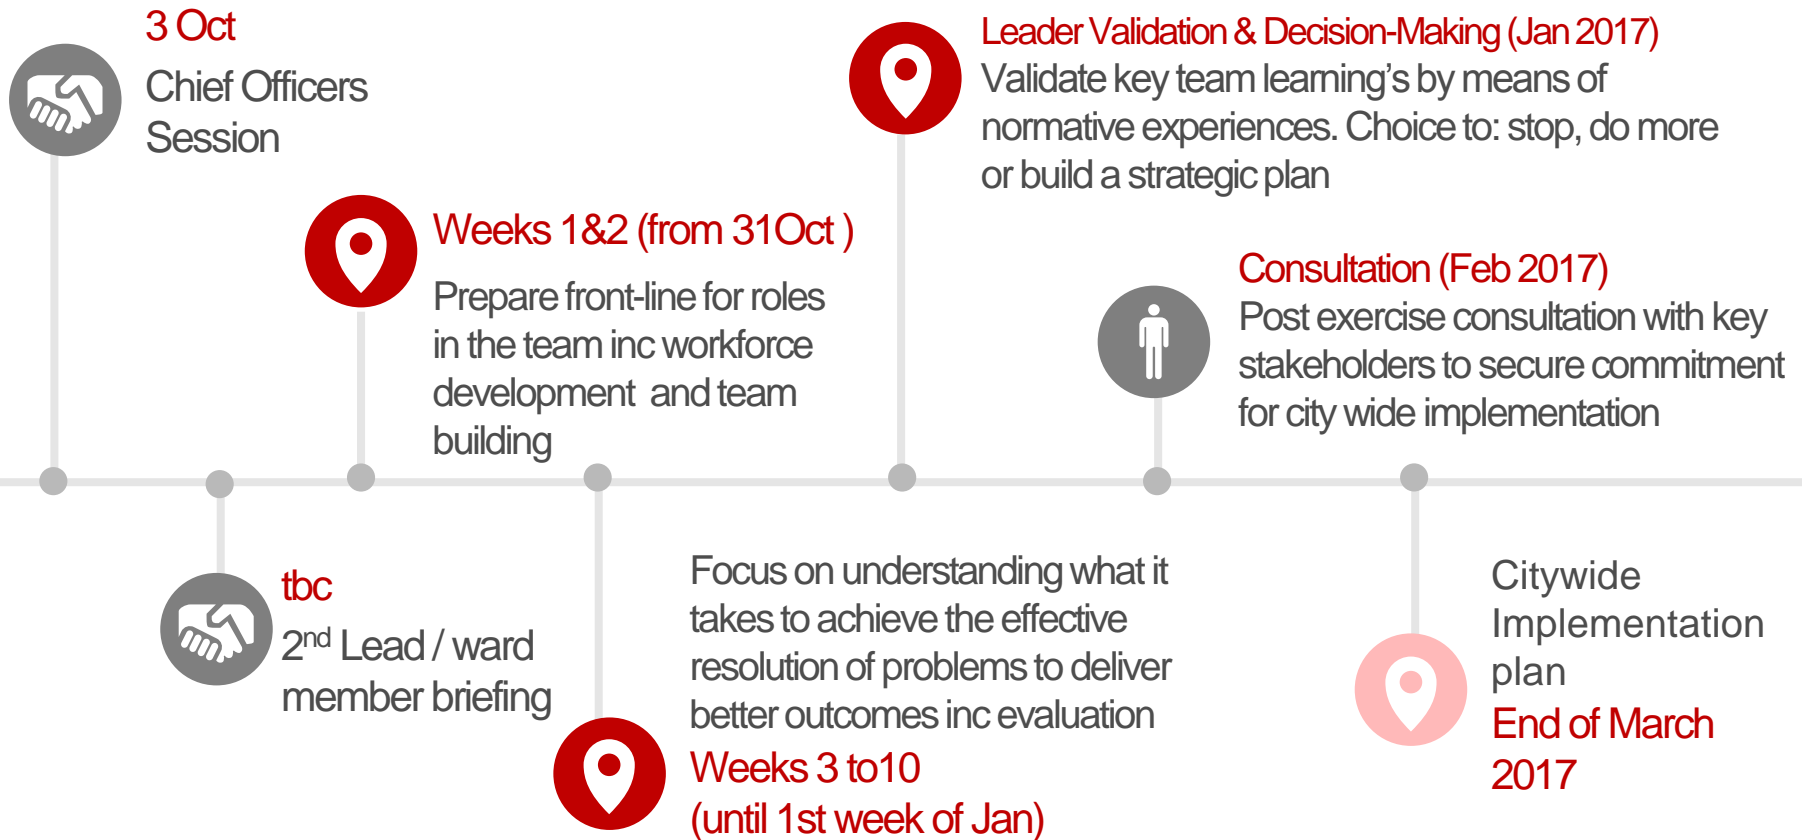 3 Oct
Chief Officers
Session
tbc
2nd Lead / ward
member briefing
Weeks 1&2 (from 31Oct )
Prepare front-line for roles
in the team inc workforce
development  and team
building
Focus on understanding what it
takes to achieve the effective
resolution of problems to deliver
better outcomes inc evaluation
Weeks 3 to10
(until 1st week of Jan)
Leader Validation & Decision-Making (Jan 2017)
Validate key team learning’s by means of
normative experiences. Choice to: stop, do more
or build a strategic plan
Consultation (Feb 2017)
Post exercise consultation with key
stakeholders to secure commitment
for city wide implementation
Citywide
Implementation
plan
End of March
2017